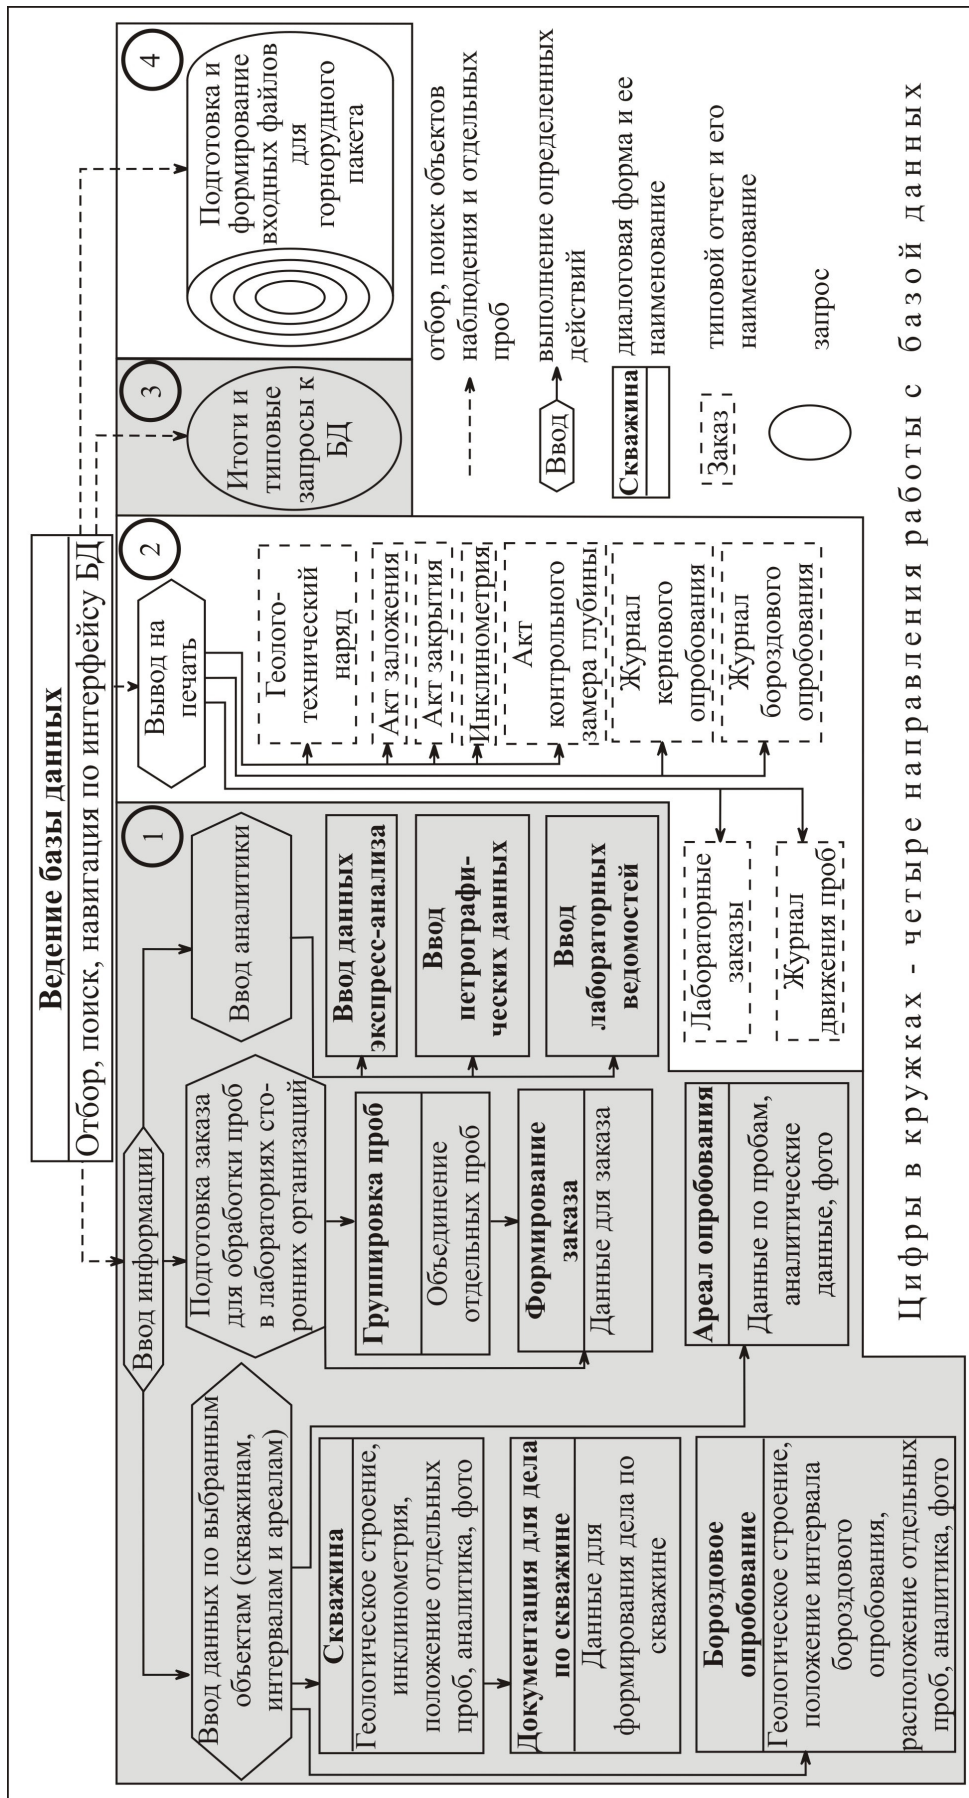 Ведение базы данных
Отбор, поиск, навигация по интерфейсу БД
1
Ввод информации
Ввод данных по выбранным
объектам (скважинам,
интервалам и ареалам)
Скважина
Геологическое строение,
инклинометрия,
положение отдельных
проб, аналитика, фото
Документация для дела
по скважине
Данные для
формирования дела по
скважине
Бороздовое
опробование
Геологическое строение,
положение интервала
бороздового
опробования,
расположение отдельных
проб, аналитика, фото
Подготовка заказа
для обработки проб
в лабораториях сто-
ронних организаций
Группировка проб
Объединение
отдельных проб
Формирование
заказа
Данные для заказа
Ареал опробования
Данные по пробам,
аналитические
данные, фото
Ввод аналитики
Ввод данных
экспресс-анализа
Ввод
петрографи-
ческих данных
Ввод
лабораторных
ведомостей
2
Вывод на
печать
Геолого-
технический
наряд
Акт заложения
Акт закрытия
Инклинометрия
Акт
контрольного
замера глубины
Журнал
кернового
опробования
Журнал
бороздового
опробования
Лабораторные
заказы
Журнал
движения проб
3
Итоги и
типовые
запросы к
БД
4
Подготовка и
формирование
входных файлов
для
горнорудного
пакета
отбор, поиск объектов
наблюдения и отдельных
проб
Ввод
выполнение определенных
действий
Скважина
диалоговая форма и ее
наименование
Заказ
типовой отчет и его
наименование
запрос
Цифры в кружках - четыре направления работы с базой данных